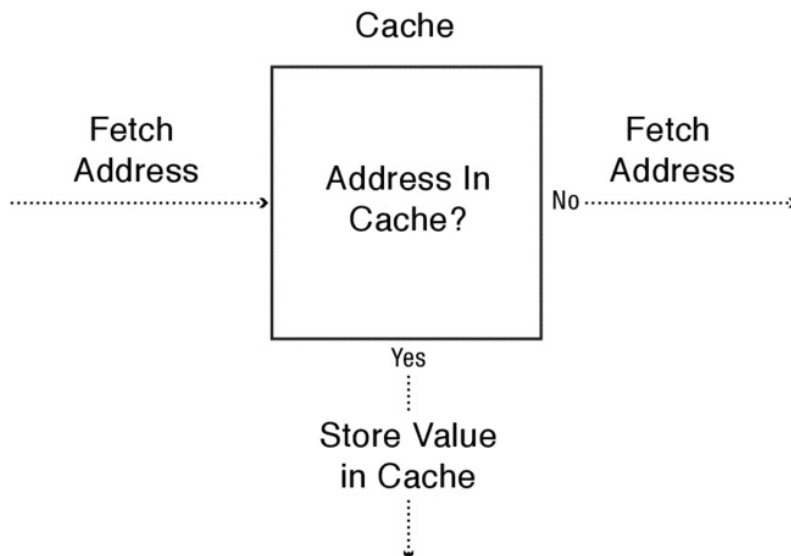 Cache
Fetch
Address
Address In
Cache?
No
Fetch
Address
Yes
Store Value
in Cache